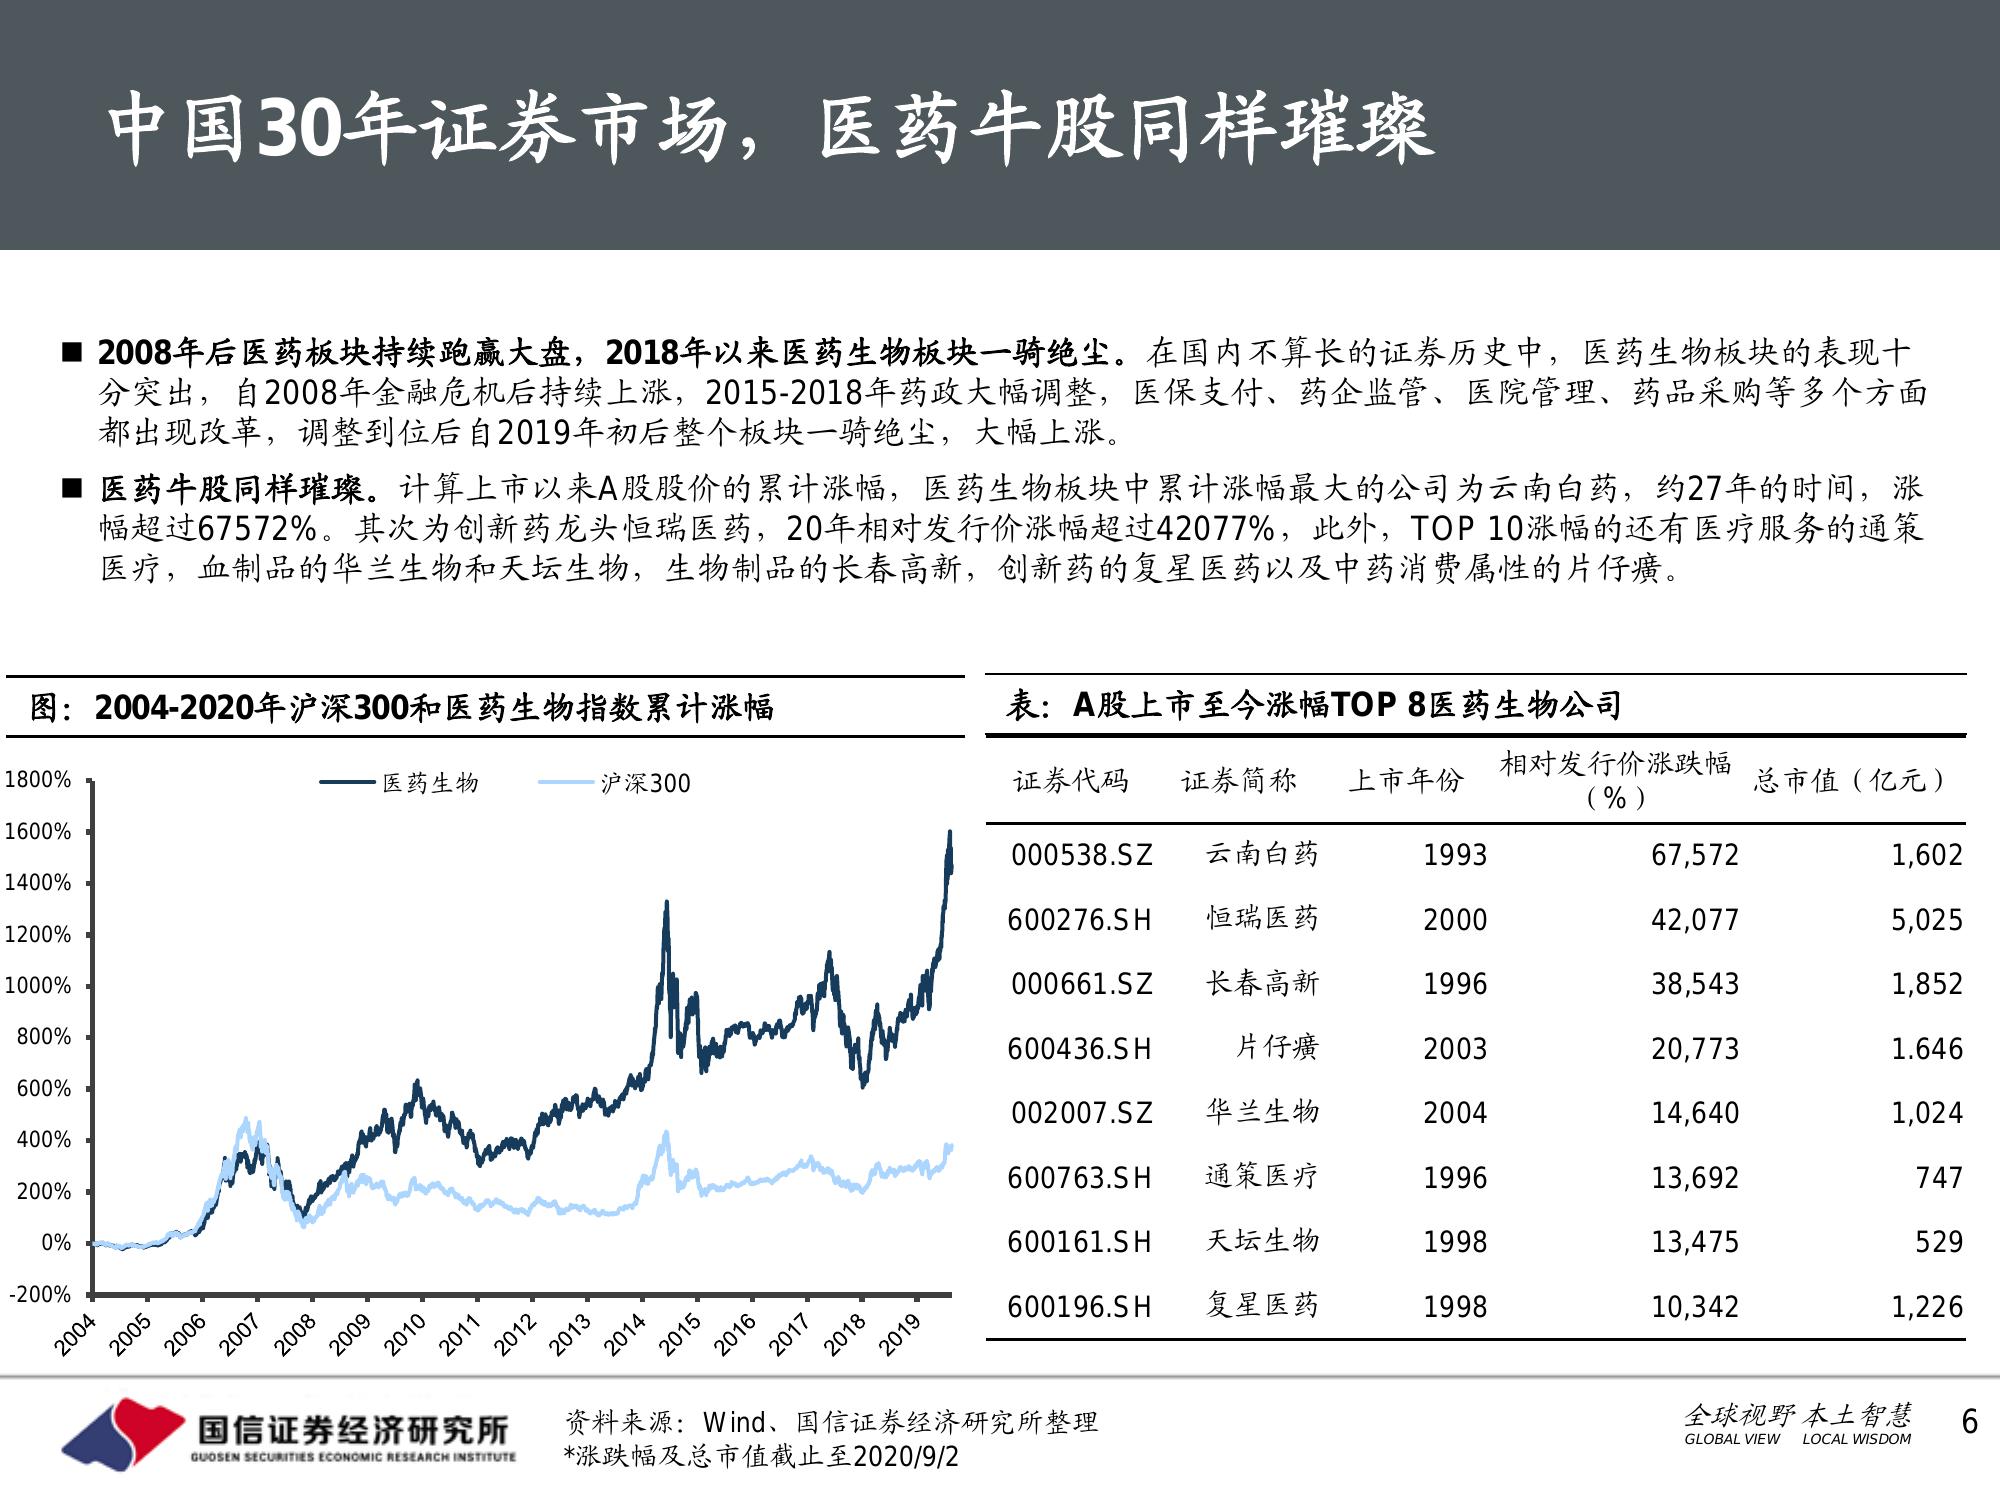 中国30年证券市场，医药牛股同样璀璨
■ 2008年后医药板块持续跑赢大盘，2018年以来医药生物板块一骑绝尘。在国内不算长的证券历史中，医药生物板块的表现十
分突出，自2008年金融危机后持续上涨，2015-2018年药政大幅调整，医保支付、药企监管、医院管理、药品采购等多个方面
都出现改革，调整到位后自2019年初后整个板块一骑绝尘，大幅上涨。
■ 医药牛股同样璀璨。计算上市以来A股股价的累计涨幅，医药生物板块中累计涨幅最大的公司为云南白药，约27年的时间，涨
幅超过67572%。其次为创新药龙头恒瑞医药，20年相对发行价涨幅超过42077%，此外，TOP 10涨幅的还有医疗服务的通策
医疗，血制品的华兰生物和天坛生物，生物制品的长春高新，创新药的复星医药以及中药消费属性的片仔癀。
图：2004-2020年沪深300和医药生物指数累计涨幅
医药生物 沪深300
1800%
1600%
1400%
1200%
1000%
800%
600%
400%
200%
0%
-200%
2004 2005 2006 2007 2008 2009 2010 2011 2012 2013 2014 2015 2016 2017 2018 2019
表：A股上市至今涨幅TOP 8医药生物公司
证券代码 证券简称 上市年份 相对发行价涨跌幅（%） 总市值（亿元）
000538.SZ 云南白药 1993 67,572 1,602
600276.SH 恒瑞医药 2000 42,077 5,025
000661.SZ 长春高新 1996 38,543 1,852
600436.SH 片仔癀 2003 20,773 1.646
002007.SZ 华兰生物 2004 14,640 1,024
600763.SH 通策医疗 1996 13,692 747
600161.SH 天坛生物 1998 13,475 529
600196.SH 复星医药 1998 10,342 1,226
国信证券经济研究所
GUOSEN SECURITIES ECONOMIC RESEARCH INSTITUTE
资料来源：Wind、国信证券经济研究所整理
*涨跌幅及总市值截止至2020/9/2
全球视野 本土智慧
GLOBAL VIEW LOCAL WISDOM
6